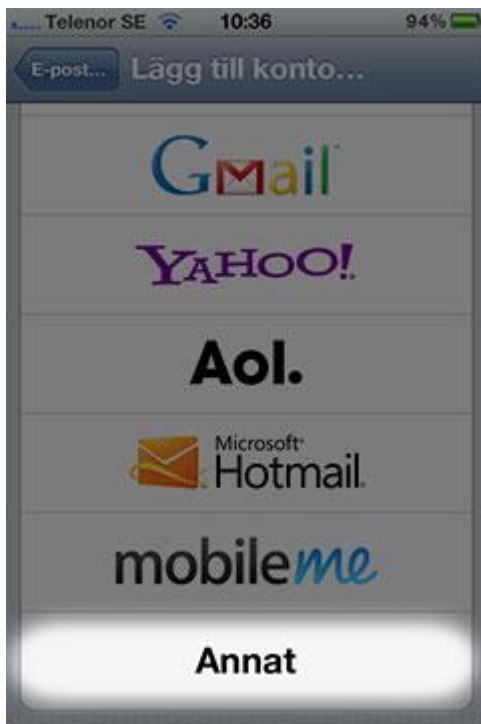 Telenor SE 10:36 94%
E-post... Lägg till konto...
Gmail
YAHOO!
Aol.
Microsoft®
Hotmail
mobileme
Annat